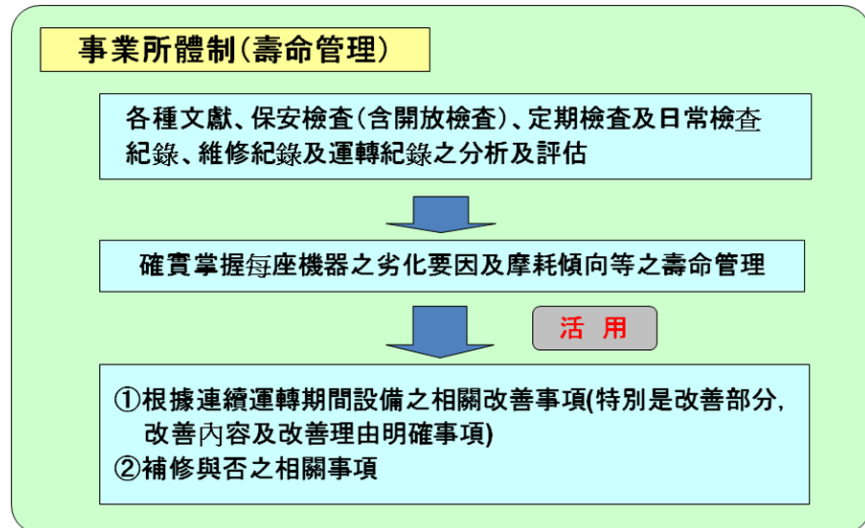 事業所體制(壽命管理)
各種文獻、保安檢查(含開放檢查)、定期檢查及日常檢查
紀錄、維修紀錄及運轉紀錄之分析及評估
確實掌握每座機器之劣化要因及摩耗傾向等之壽命管理
活 用
①根據連續運轉期間設備之相關改善事項(特別是改善部分,
改善內容及改善理由明確事項)
②補修與否之相關事項